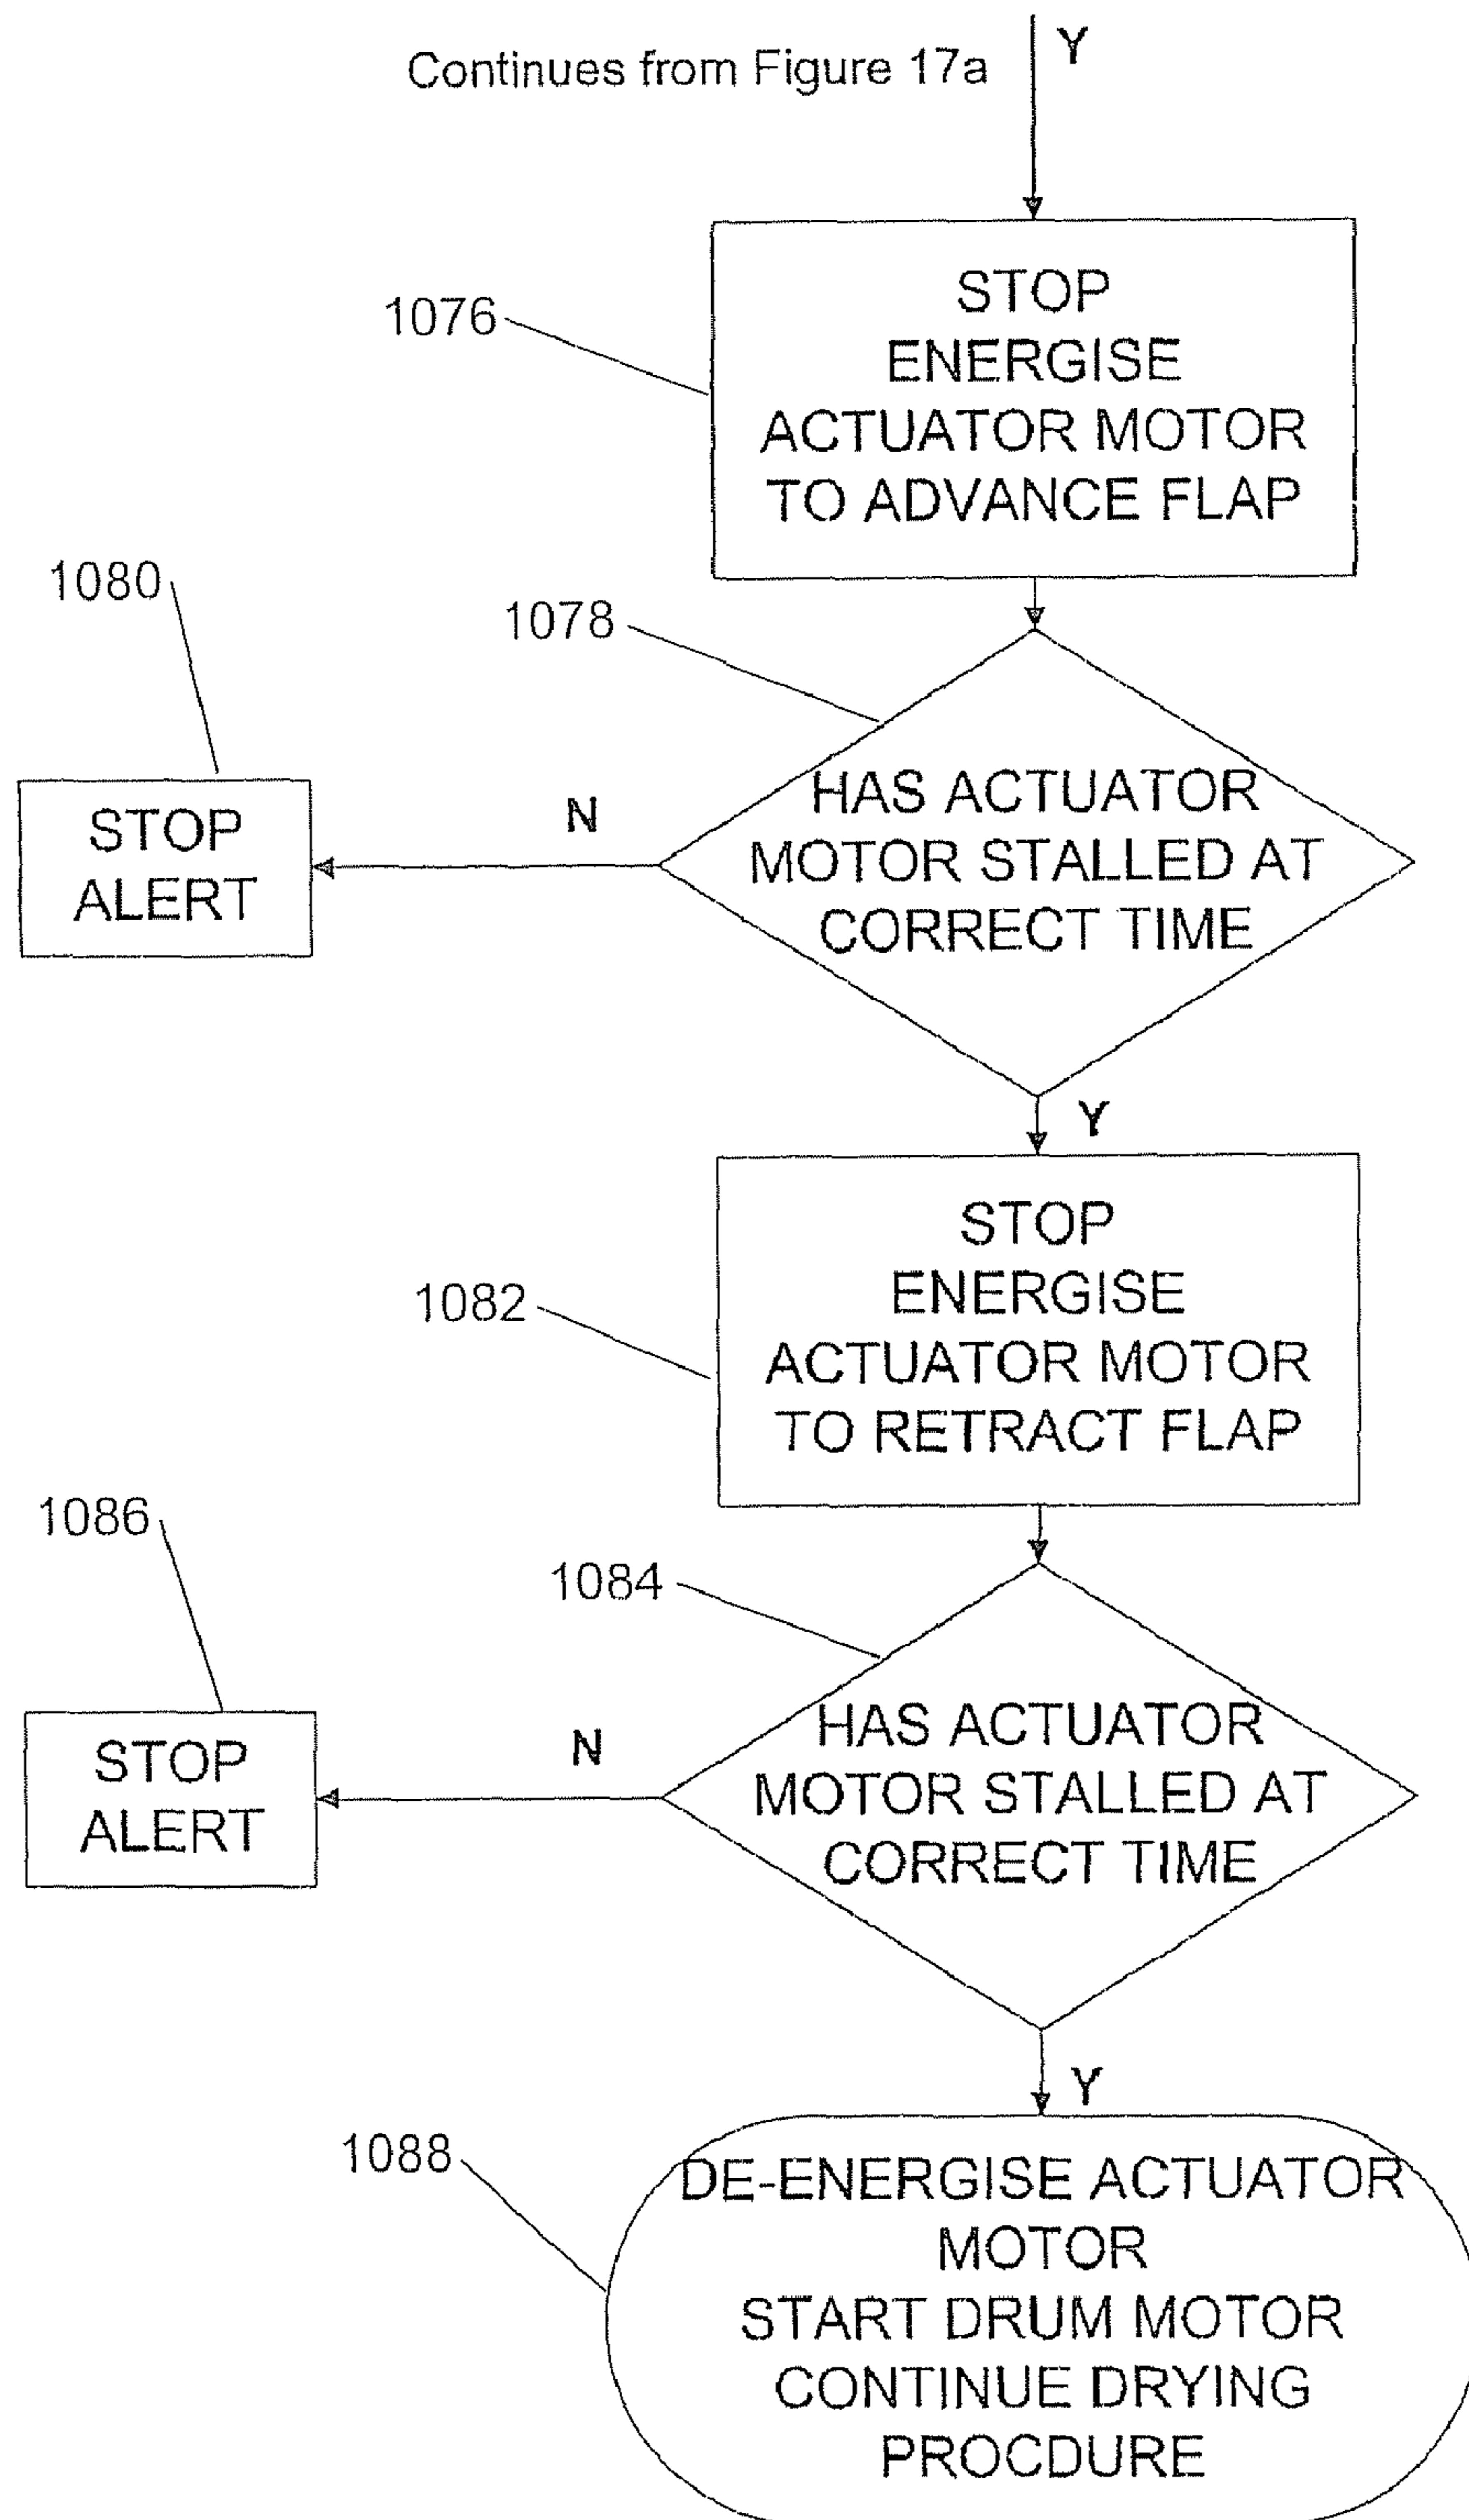 Continues from Figure 17a
Y
1076
STOP
ENERGISE
ACTUATOR MOTOR
TO ADVANCE FLAP
1080
1078
STOP
ALERT
N
HAS ACTUATOR
MOTOR STALLED AT
CORRECT TIME
Y
1082
STOP
ENERGISE
ACTUATOR MOTOR
TO RETRACT FLAP
1086
1084
STOP
ALERT
N
HAS ACTUATOR
MOTOR STALLED AT
CORRECT TIME
Y
1088
DE-ENERGISE ACTUATOR
MOTOR
START DRUM MOTOR
CONTINUE DRYING
PROCDURE